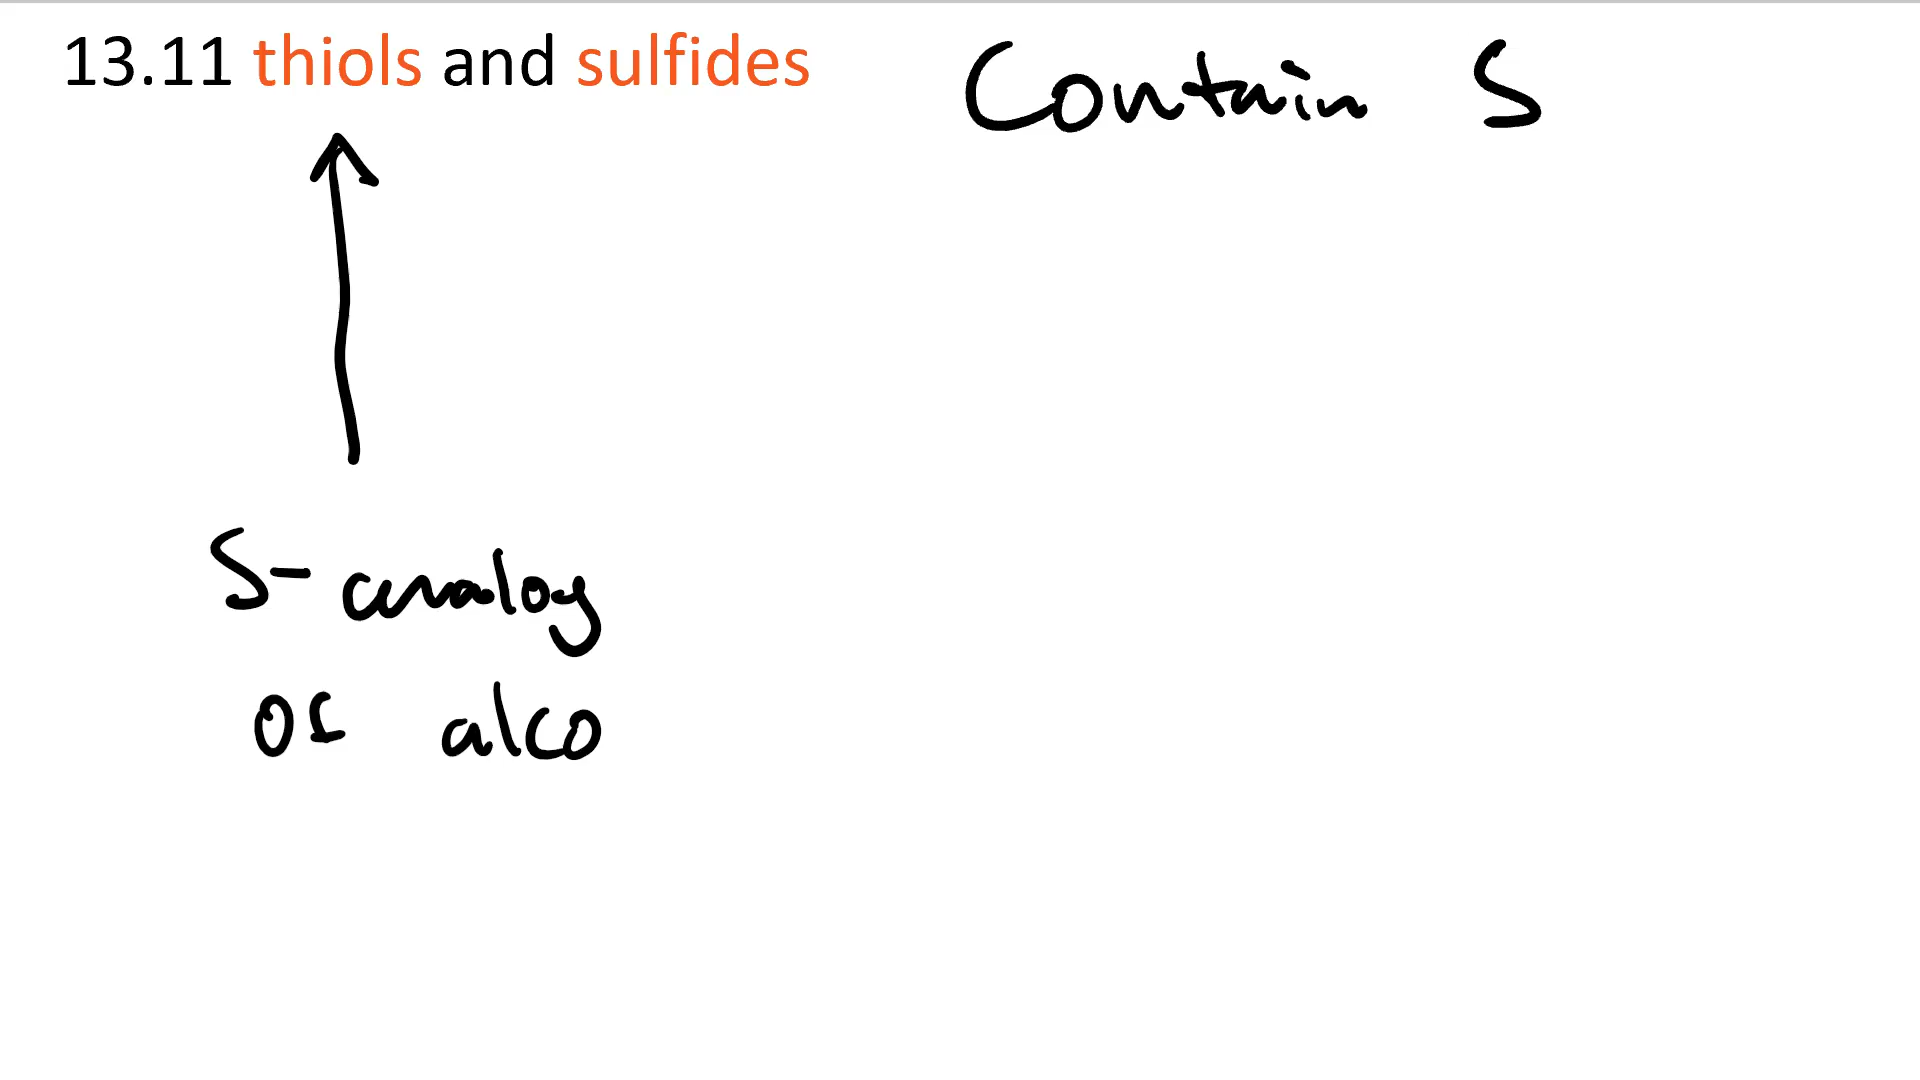 13.11 thiols and sulfides
Contain S
S-analog
of alco